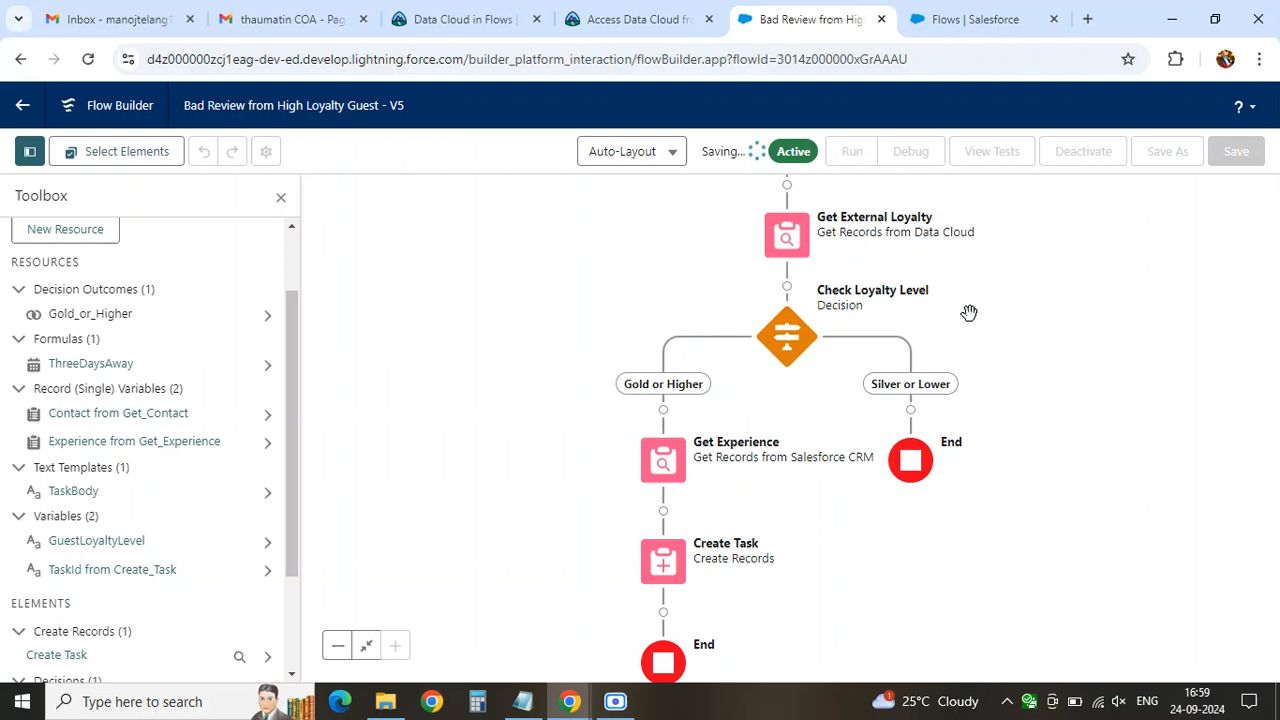 Inbox - manojtelang1
thaumatin COA - Pag
Data Cloud in Flows |
Access Data Cloud fro
Bad Review from Hig
Flows | Salesforce
d4z000000zcj1eag-dev-ed.develop.lightning.force.com/builder_platform_interaction/flowBuilder.app?flowId=3014z000000xGrAAAU
Flow Builder
Bad Review from High Loyalty Guest - V5
?
Select Elements
Auto-Layout
Saving...
Active
Run
Debug
View Tests
Deactivate
Save As
Save
Toolbox
New Resource
RESOURCES
Decision Outcomes (1)
Gold_or_Higher
Formulas (1)
ThreeDaysAway
Record (Single) Variables (2)
Contact from Get_Contact
Experience from Get_Experience
Text Templates (1)
TaskBody
Variables (2)
GuestLoyaltyLevel
TaskId from Create_Task
ELEMENTS
Create Records (1)
Create Task
Decisions (1)
Get External Loyalty
Get Records from Data Cloud
Check Loyalty Level
Decision
Gold or Higher
Silver or Lower
Get Experience
Get Records from Salesforce CRM
End
Create Task
Create Records
End
Type here to search
1
25°C Cloudy
ENG
16:59
24-09-2024